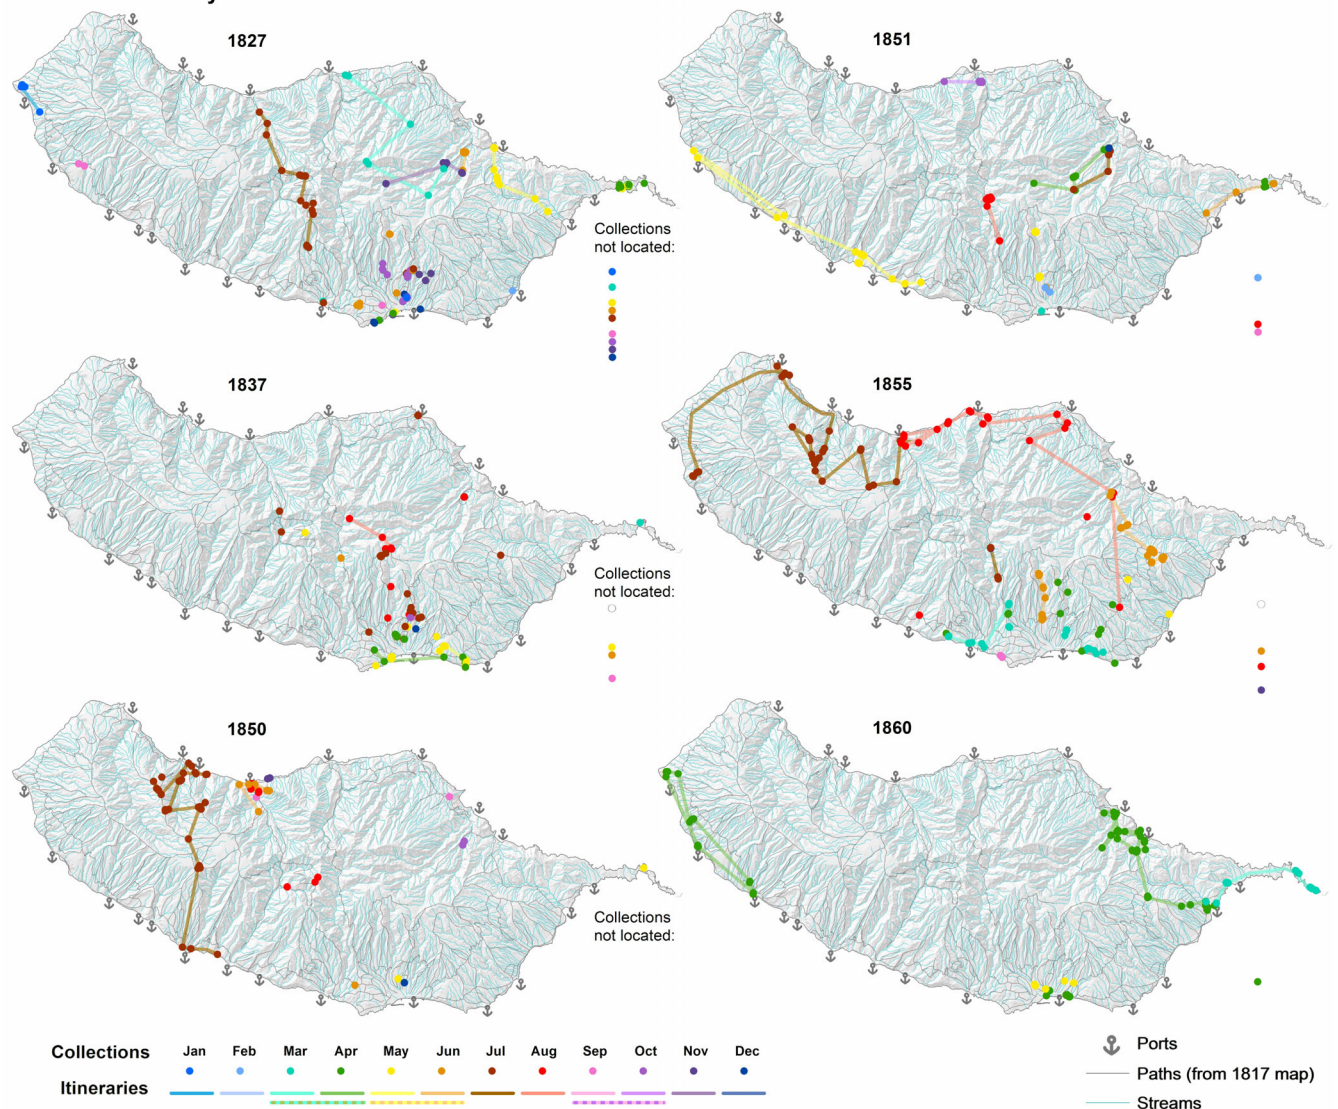 1827
1851
Collections
not located:
1837
1855
Collections
not located:
1850
1860
Collections
not located:
Collections Jan Feb Mar Apr May Jun Jul Aug Sep Oct Nov Dec
Itineraries
Ports
Paths (from 1817 map)
Streams